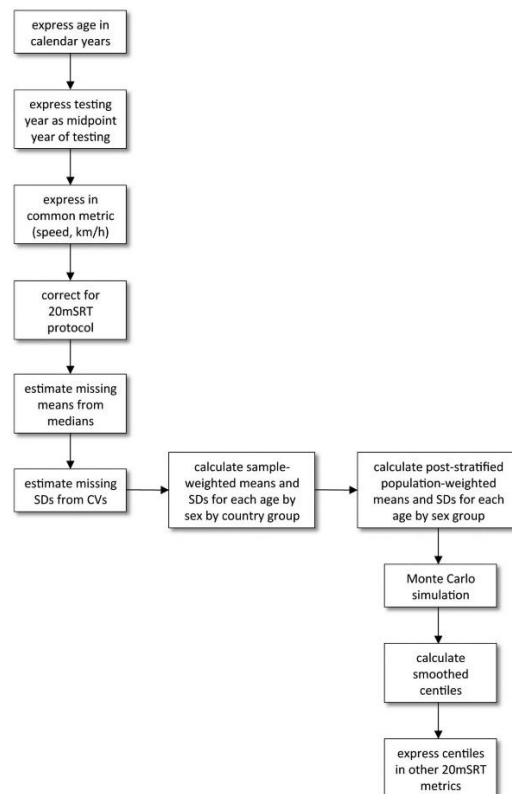 express age in
calendar years
express testing
year as midpoint
year of testing
express in
common metric
(speed, km/h)
correct for
20mSRT
protocol
estimate missing
means from
medians
estimate missing
SDs from CVs
calculate sample-
weighted means and
SDs for each age by
sex by country group
calculate post-stratified
population-weighted
means and SDs for each
age by sex group
Monte Carlo
simulation
calculate
smoothed
centiles
express centiles
in other 20mSRT
metrics